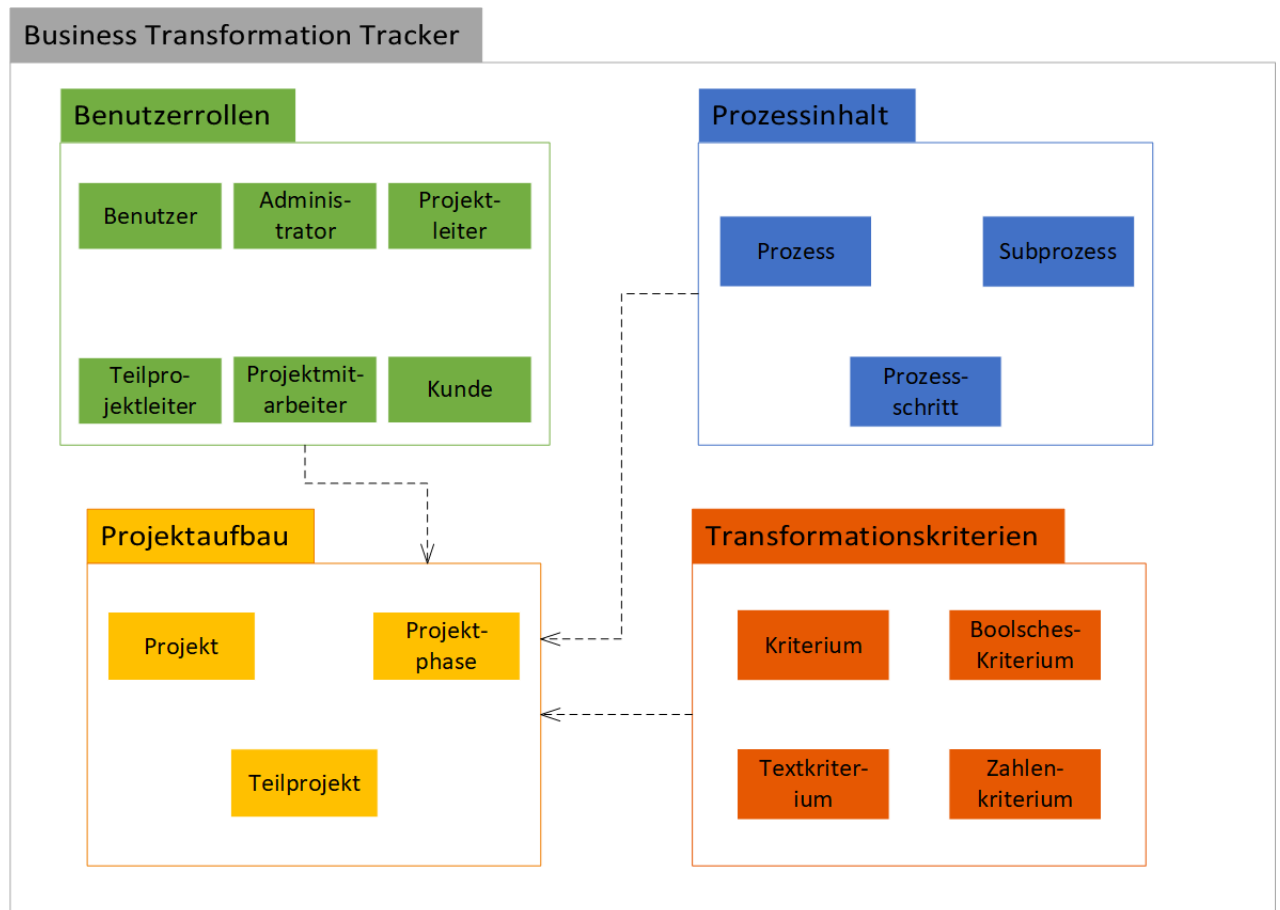 Business Transformation Tracker
Benutzerrollen
Benutzer
Adminis-
trator
Projekt-
leiter
Teilpro-
jektleiter
Projektmit-
arbeiter
Kunde
Prozessinhalt
Prozess
Subprozess
Prozess-
schritt
Projektaufbau
Projekt
Projekt-
phase
Teilprojekt
Transformationskriterien
Kriterium
Boolsches-
Kriterium
Textkriter-
ium
Zahlen-
kriterium